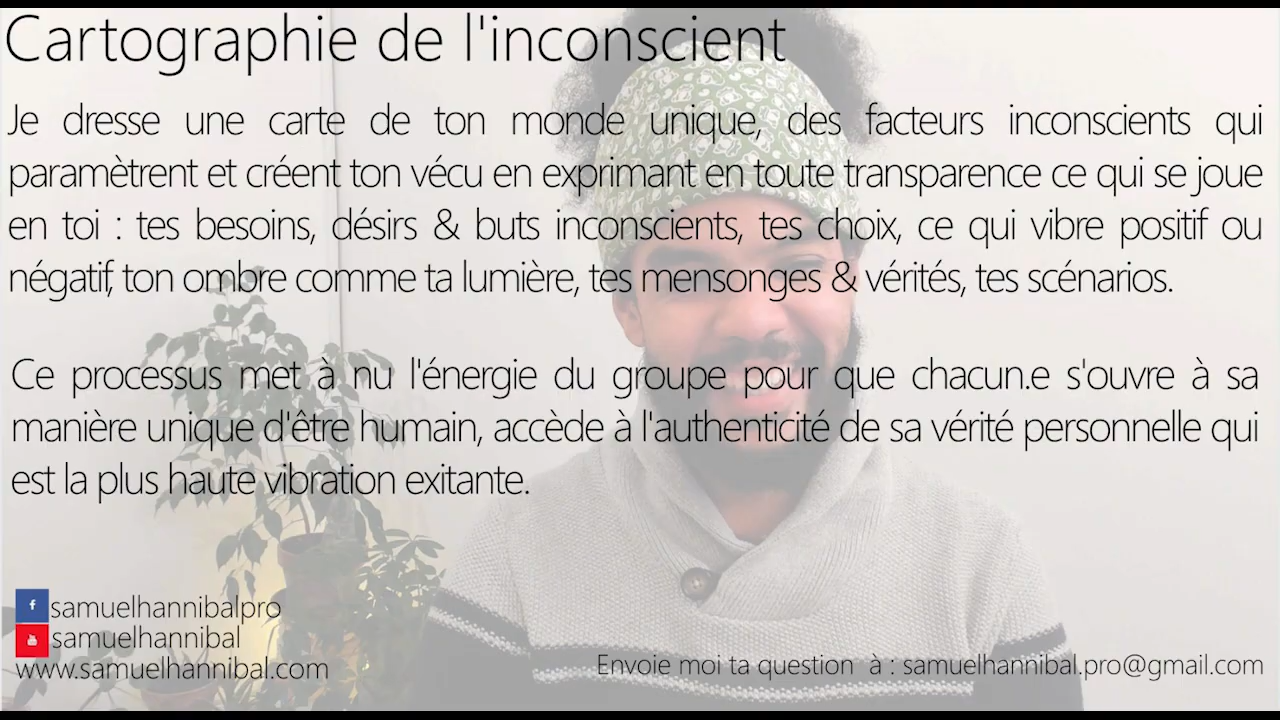 Cartographie de l'inconscient
Je dresse une carte de ton monde unique, des facteurs inconscients qui
paramètrent et créent ton vécu en exprimant en toute transparence ce qui se joue
en toi : tes besoins, désirs & buts inconscients, tes choix, ce qui vibre positif ou
négatif, ton ombre comme ta lumière, tes mensonges & vérités, tes scénarios.
Ce processus met à nu l'énergie du groupe pour que chacun.e s'ouvre à sa
manière unique d'être humain, accède à l'authenticité de sa vérité personnelle qui
est la plus haute vibration exitante.
samuelhannibalpro
samuelhannibal
www.samuelhannibal.com
Envoie moi ta question à : samuelhannibal.pro@gmail.com